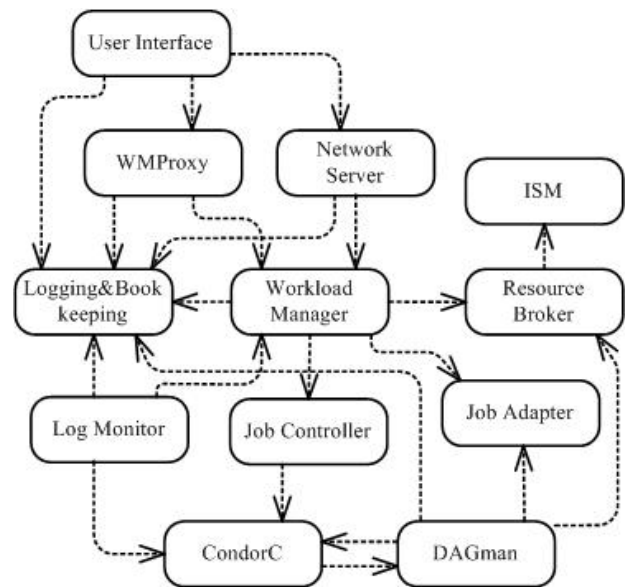 User Interface
WMProxy
Network
Server
ISM
Logging&Book
keeping
Workload
Manager
Resource
Broker
Log Monitor
Job Controller
Job Adapter
CondorC
DAGman